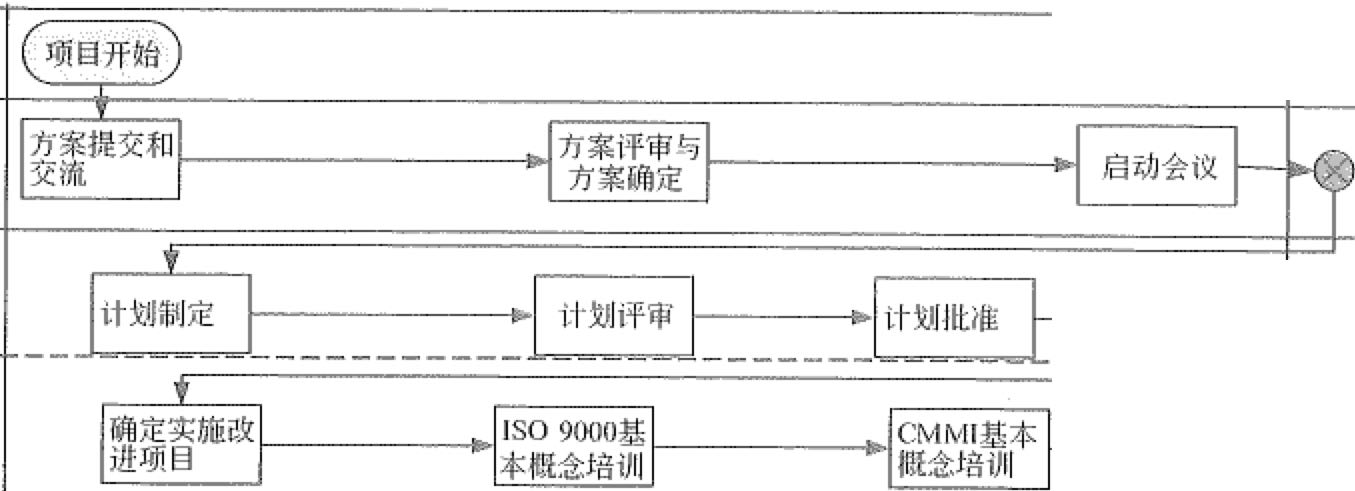 项目开始
方案提交和
交流
方案评审与
方案确定
启动会议
计划制定
计划评审
计划批准
确定实施改
进项目
ISO 9000基
本概念培训
CMMI基本
概念培训